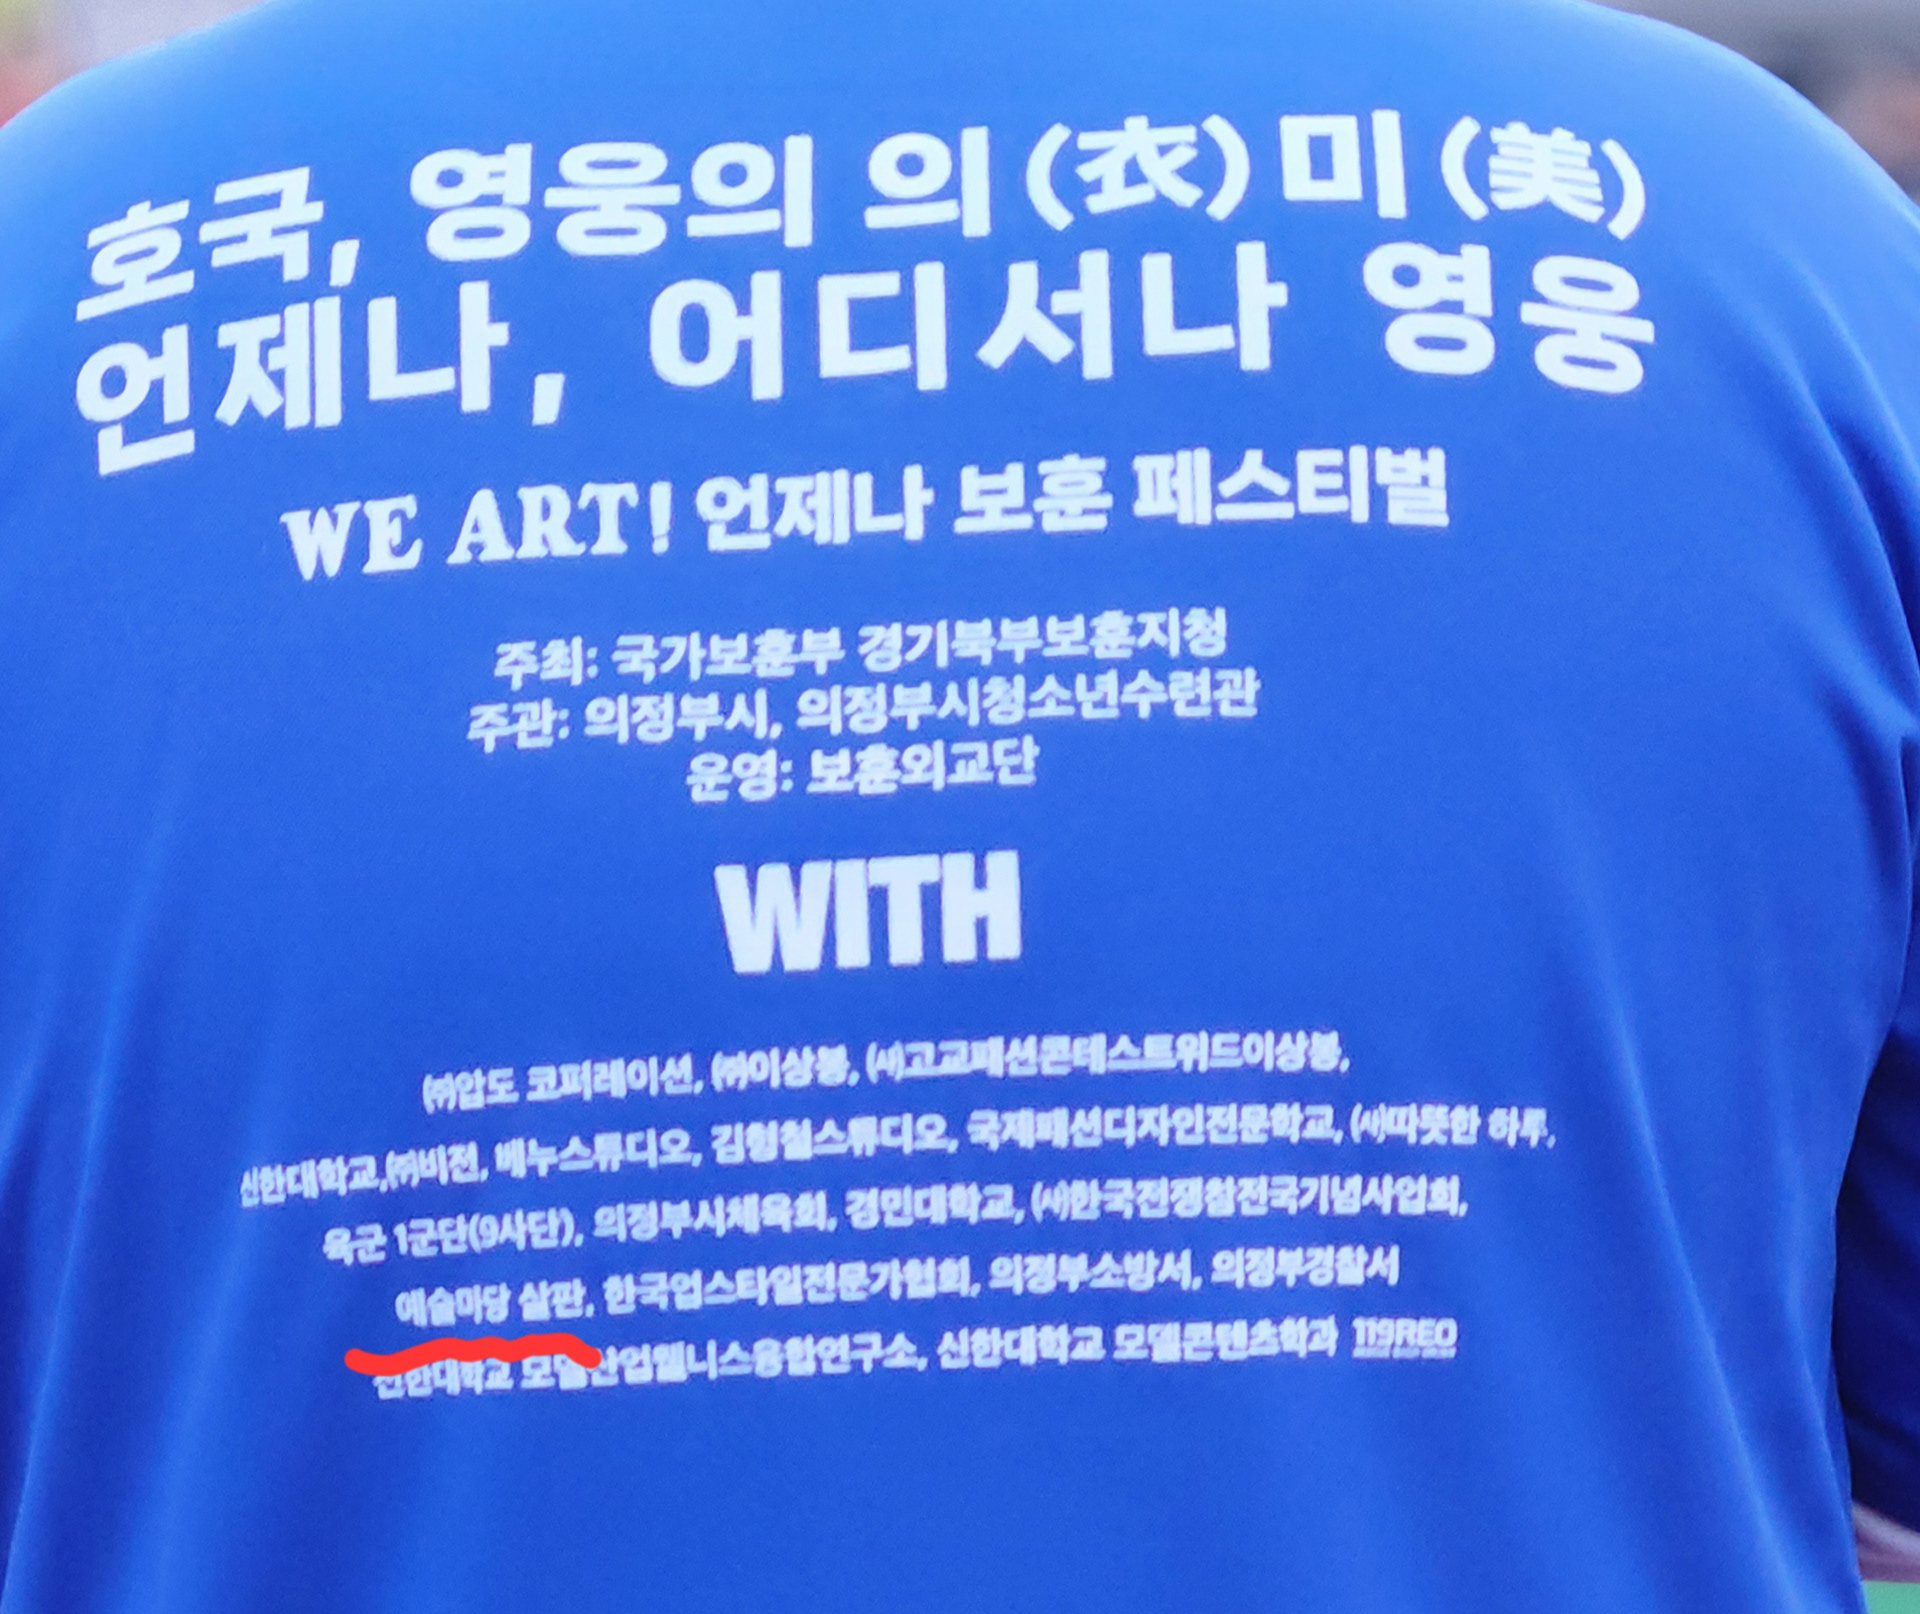 호국, 영웅의 의(衣)미(美)
언제나, 어디서나 영웅
WE ART! 언제나 보훈 페스티벌
주최: 국가보훈부 경기북부보훈지청
주관: 의정부시, 의정부시청소년수련관
운영: 보훈외교단
WITH
㈜압도 코퍼레이션, ㈜이상봉, ㈔고교패션콘테스트위드이상봉,
신한대학교,㈜비전, 베누스튜디오, 김형철스튜디오, 국제패션디자인전문학교, ㈔따뜻한 하루,
육군 1군단(9사단), 의정부시체육회, 경민대학교, ㈔한국전쟁참전국기념사업회,
예술마당 살판, 한국업스타일전문가협회, 의정부소방서, 의정부경찰서
신한대학교 모델산업웰니스융합연구소, 신한대학교 모델콘텐츠학과 119REO